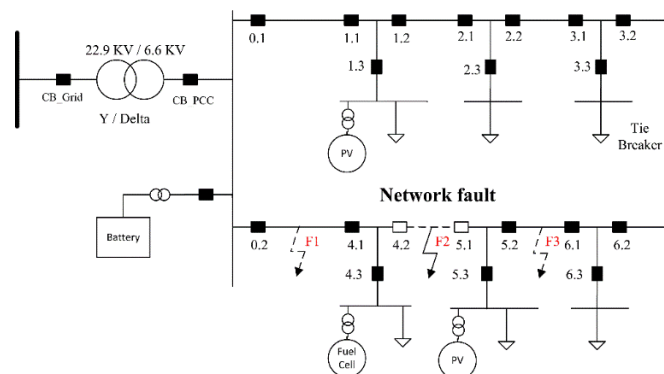 22.9 KV / 6.6 KV
CB_Grid
CB_PCC
Y / Delta
0.1
1.1
1.2
2.1
2.2
3.1
3.2
1.3
2.3
3.3
PV
Tie
Breaker
Network fault
Battery
0.2
F1
4.1
4.2
F2
5.1
5.2
F3
6.1
6.2
4.3
5.3
6.3
Fuel
Cell
PV